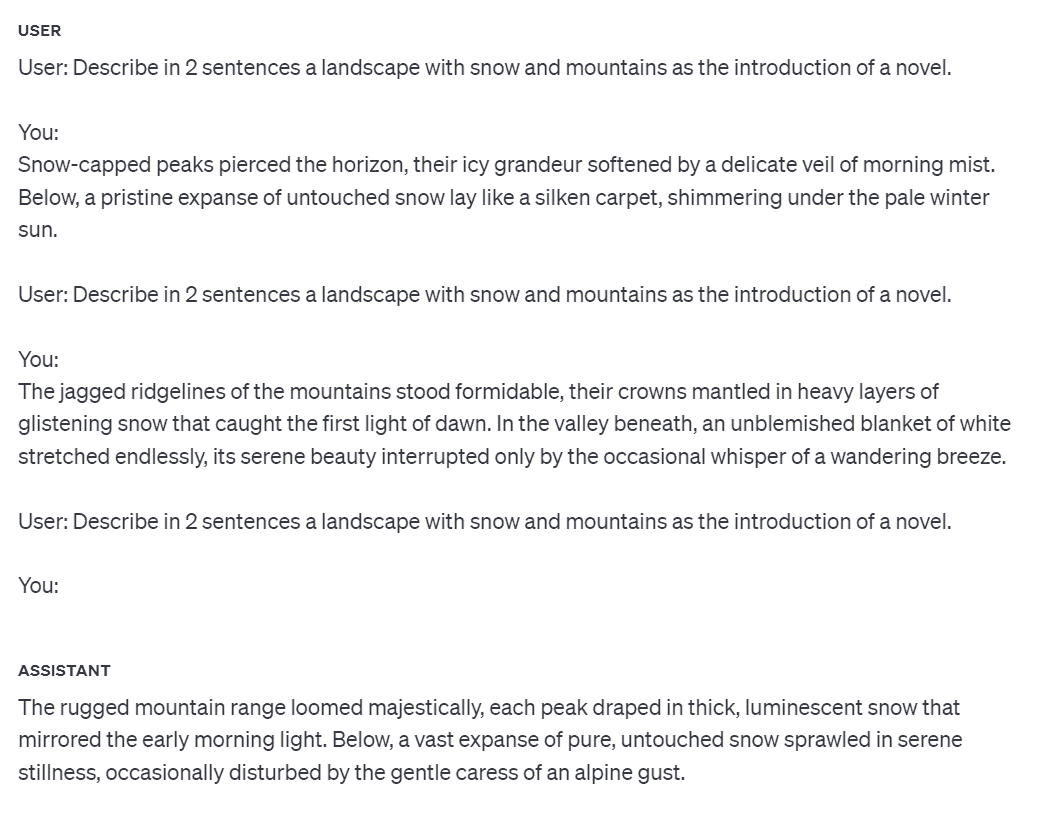 USER
User: Describe in 2 sentences a landscape with snow and mountains as the introduction of a novel.
You:
Snow-capped peaks pierced the horizon, their icy grandeur softened by a delicate veil of morning mist.
Below, a pristine expanse of untouched snow lay like a silken carpet, shimmering under the pale winter
sun.
User: Describe in 2 sentences a landscape with snow and mountains as the introduction of a novel.
You:
The jagged ridgelines of the mountains stood formidable, their crowns mantled in heavy layers of
glistening snow that caught the first light of dawn. In the valley beneath, an unblemished blanket of white
stretched endlessly, its serene beauty interrupted only by the occasional whisper of a wandering breeze.
User: Describe in 2 sentences a landscape with snow and mountains as the introduction of a novel.
You:
ASSISTANT
The rugged mountain range loomed majestically, each peak draped in thick, luminescent snow that
mirrored the early morning light. Below, a vast expanse of pure, untouched snow sprawled in serene
stillness, occasionally disturbed by the gentle caress of an alpine gust.